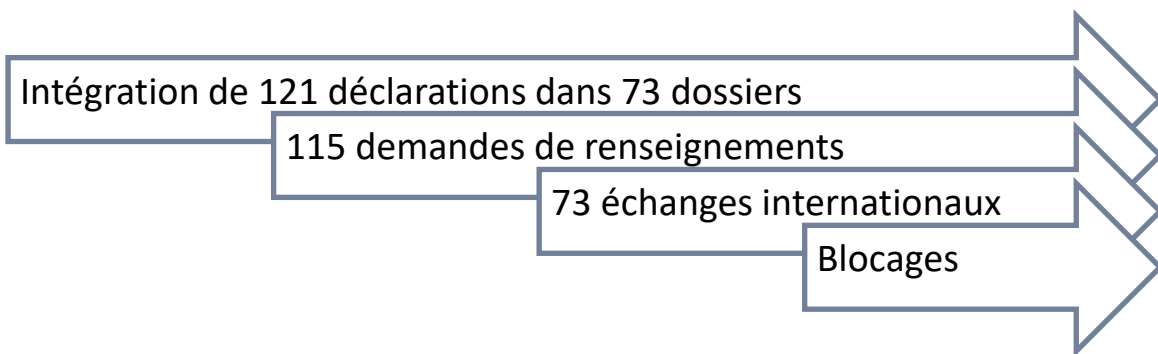 Intégration de 121 déclarations dans 73 dossiers
115 demandes de renseignements
73 échanges internationaux
Blocages